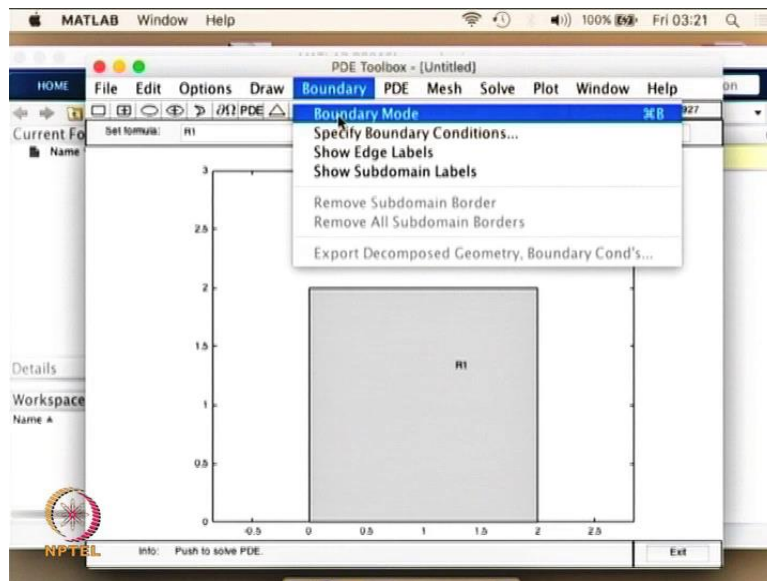 MATLAB Window Help 100% Fri 03:21
PDE Toolbox - [Untitled]
HOME
File Edit Options Draw Boundary PDE Mesh Solve Plot Window Help
∂Ω PDE
Boundary Mode ⌘B
Current Fo
Set formula: R1
Specify Boundary Conditions...
Name
Show Edge Labels
Show Subdomain Labels
Remove Subdomain Border
Remove All Subdomain Borders
Export Decomposed Geometry, Boundary Cond's...
3
2.5
2
1.5
R1
Details
Workspace
1
Name
0.5
0
-0.5 0 0.5 1 1.5 2 2.5
NPTEL
Info: Push to solve PDE. Exit